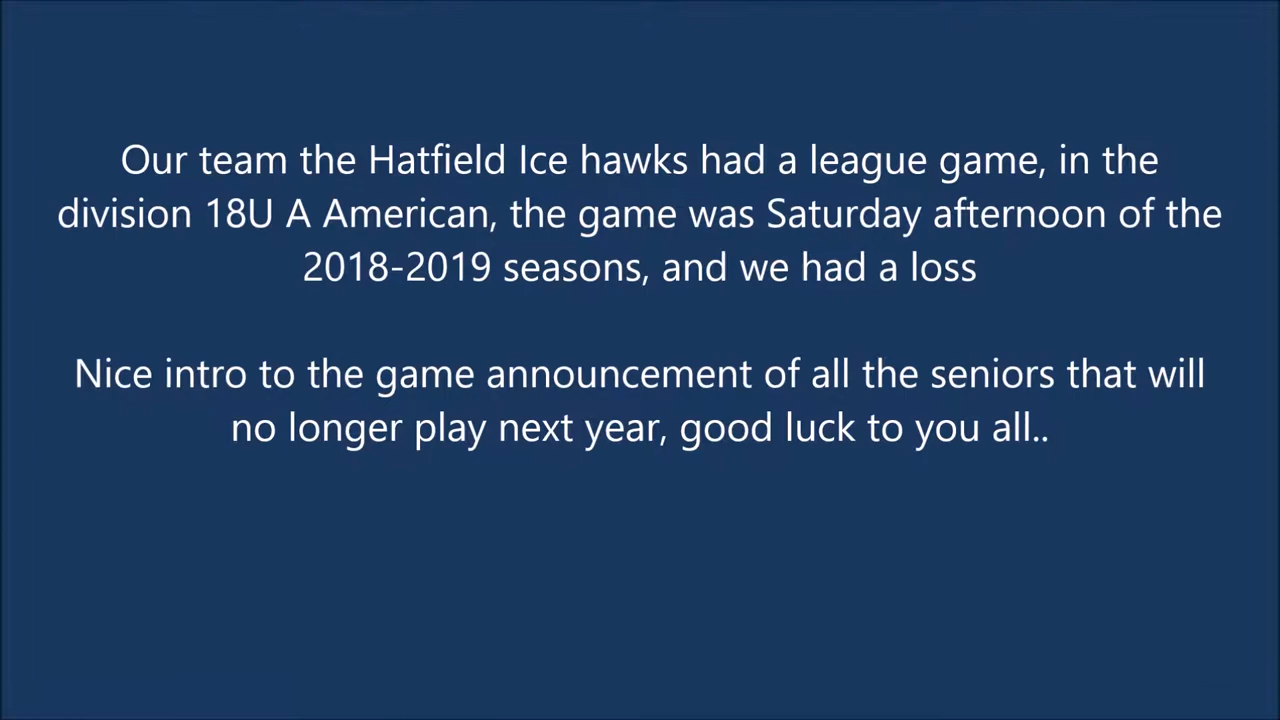 Our team the Hatfield Ice hawks had a league game, in the
division 18U A American, the game was Saturday afternoon of the
2018-2019 seasons, and we had a loss
Nice intro to the game announcement of all the seniors that will
no longer play next year, good luck to you all..